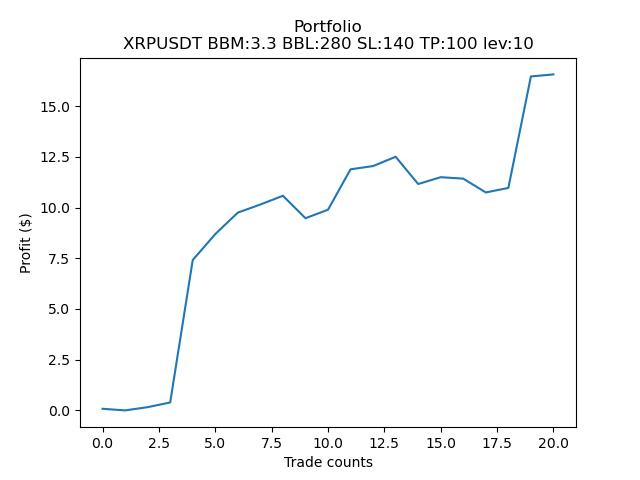 Portfolio
XRPUSDT BBM:3.3 BBL:280 SL:140 TP:100 lev:10
Profit ($)
15.0
12.5
10.0
7.5
5.0
2.5
0.0
0.0 2.5 5.0 7.5 10.0 12.5 15.0 17.5 20.0
Trade counts